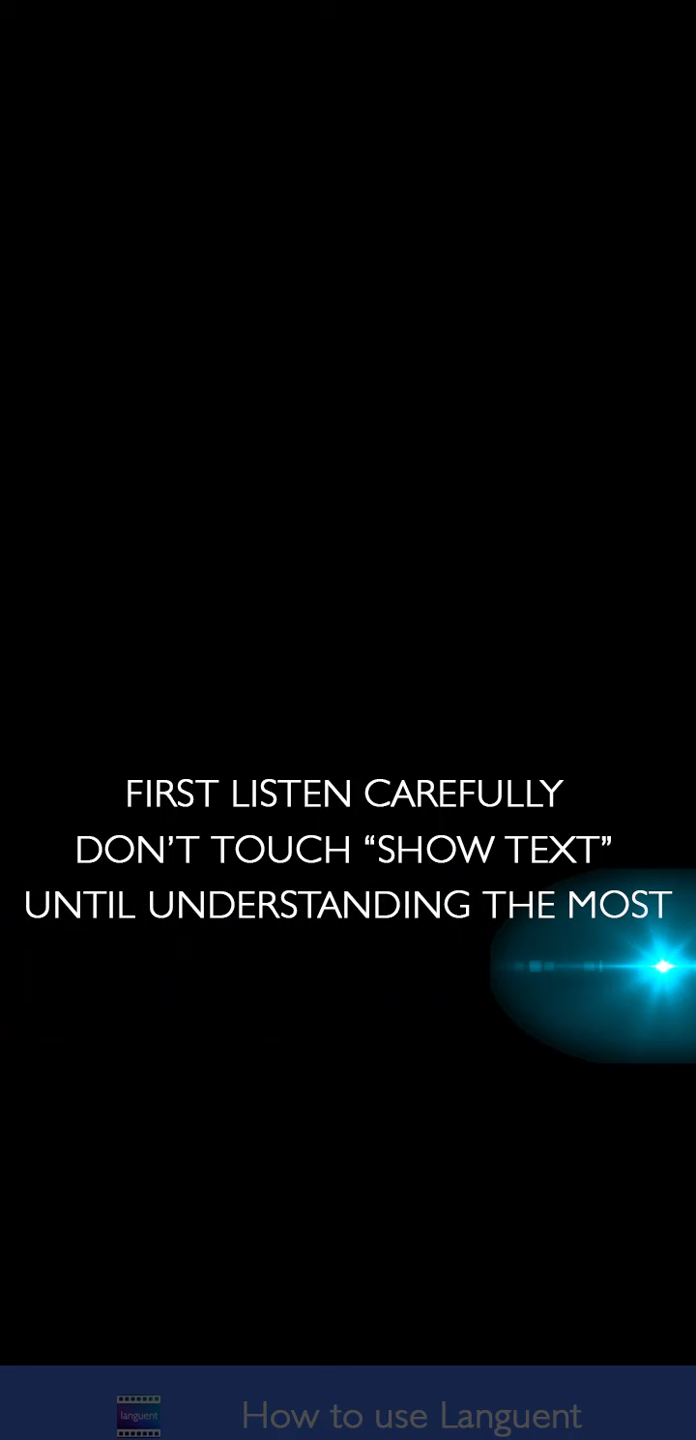 FIRST LISTEN CAREFULLY
DON’T TOUCH “SHOW TEXT”
UNTIL UNDERSTANDING THE MOST
languent
How to use Languent